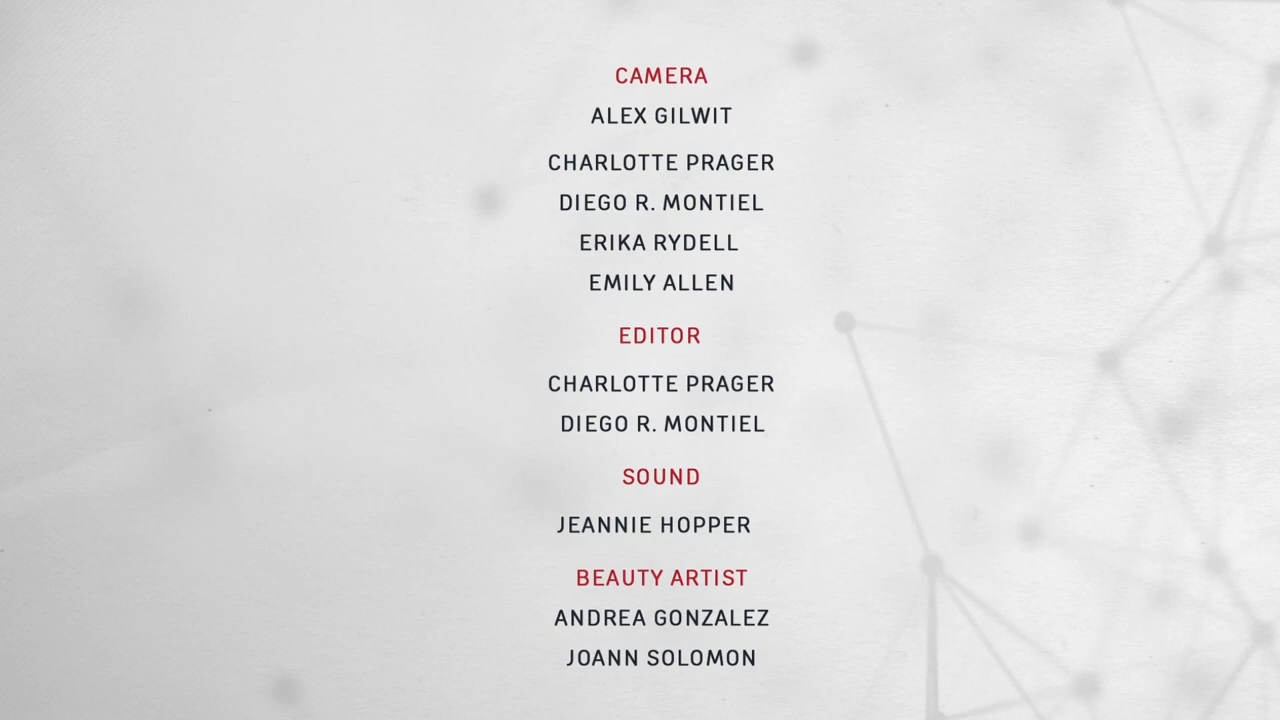 CAMERA
ALEX GILWIT
CHARLOTTE PRAGER
DIEGO R. MONTIEL
ERIKA RYDELL
EMILY ALLEN
EDITOR
CHARLOTTE PRAGER
DIEGO R. MONTIEL
SOUND
JEANNIE HOPPER
BEAUTY ARTIST
ANDREA GONZALEZ
JOANN SOLOMON